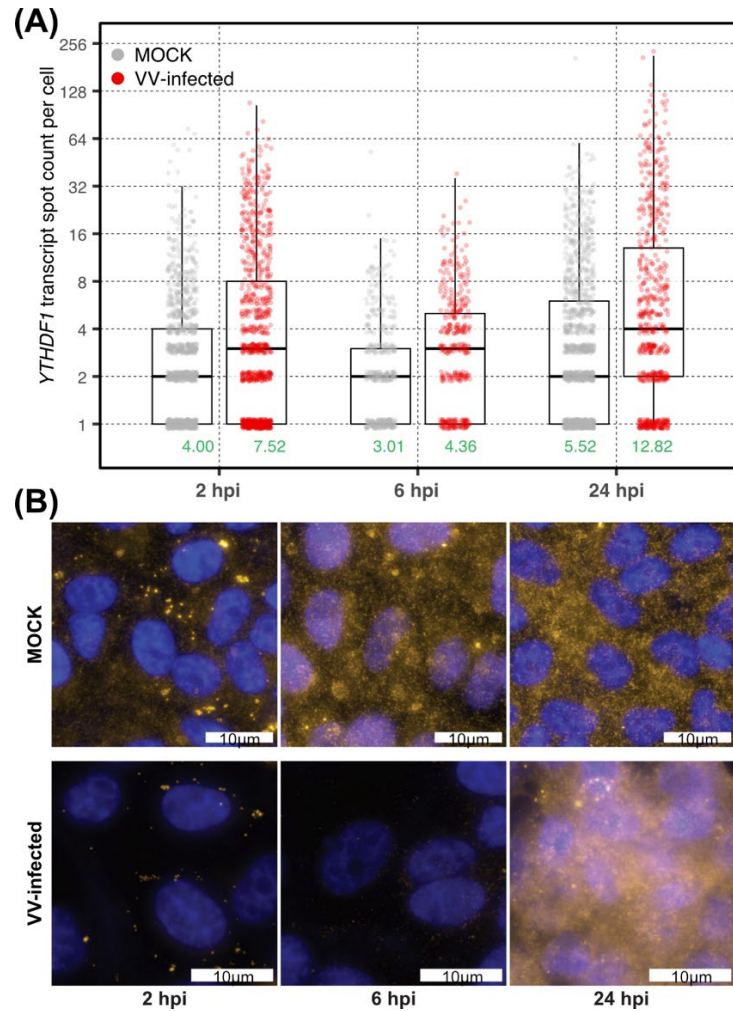 (A)
256
128
64
32
16
8
4
2
1
YTHDF1 transcript spot count per cell
MOCK
VV-infected
4.00 7.52 3.01 4.36 5.52 12.82
2 hpi 6 hpi 24 hpi
(B)
MOCK
10µm 10µm 10µm
VV-infected
10µm 10µm 10µm
2 hpi 6 hpi 24 hpi